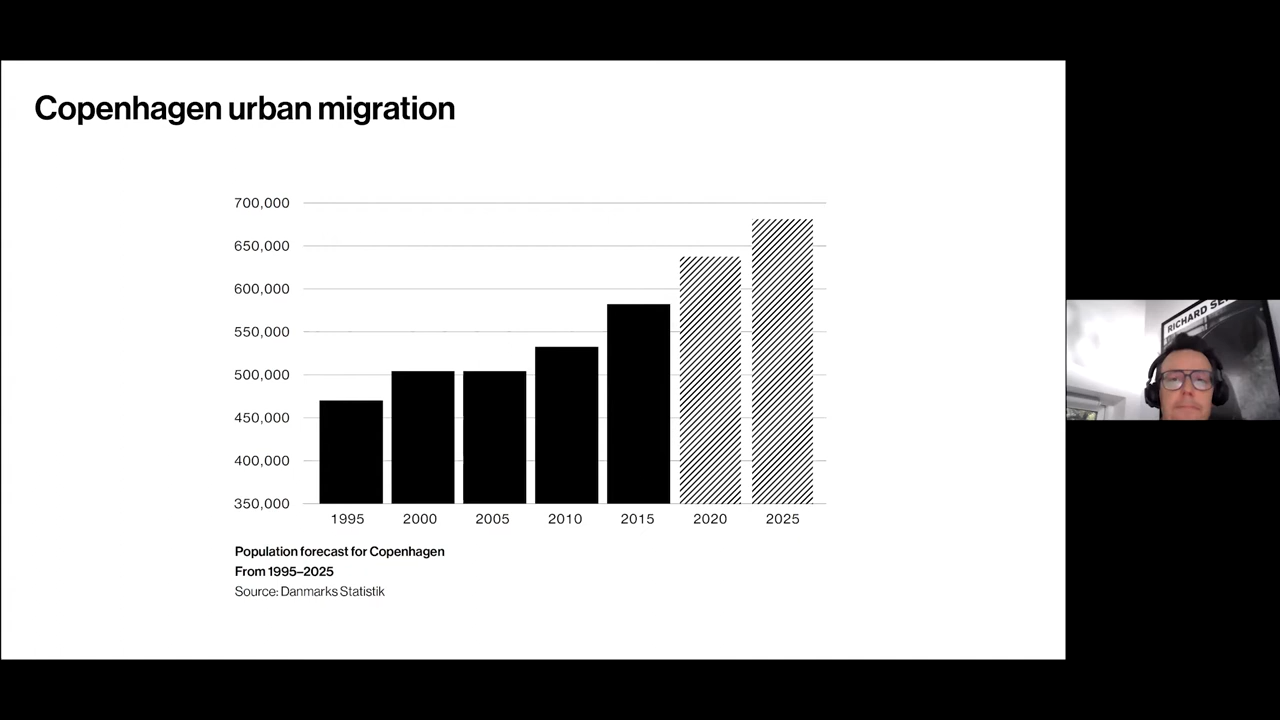 Copenhagen urban migration
700,000
650,000
600,000
550,000
500,000
450,000
400,000
350,000
1995 2000 2005 2010 2015 2020 2025
Population forecast for Copenhagen
From 1995–2025
Source: Danmarks Statistik
RICHARD